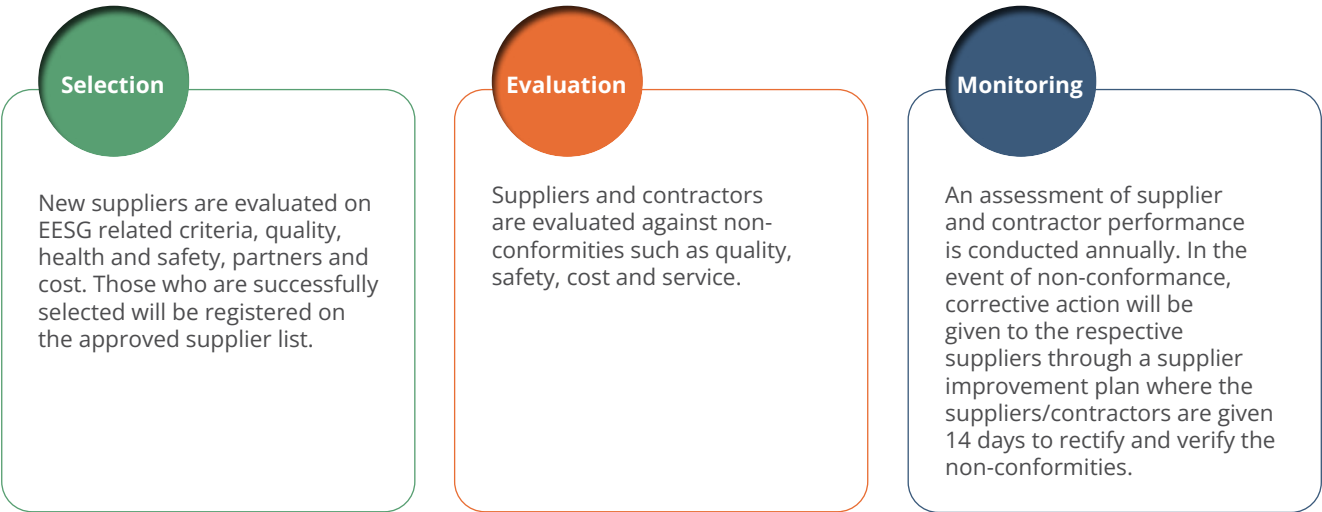 Selection
New suppliers are evaluated on
EESG related criteria, quality,
health and safety, partners and
cost. Those who are successfully
selected will be registered on
the approved supplier list.
Evaluation
Suppliers and contractors
are evaluated against non-
conformities such as quality,
safety, cost and service.
Monitoring
An assessment of supplier
and contractor performance
is conducted annually. In the
event of non-conformance,
corrective action will be
given to the respective
suppliers through a supplier
improvement plan where the
suppliers/contractors are given
14 days to rectify and verify the
non-conformities.